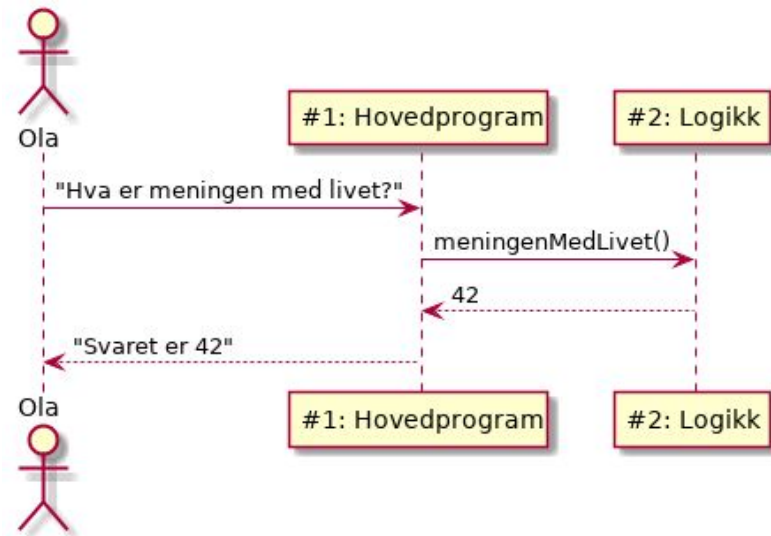 Ola
#1: Hovedprogram
#2: Logikk
"Hva er meningen med livet?"
meningenMedLivet()
42
"Svaret er 42"
Ola
#1: Hovedprogram
#2: Logikk